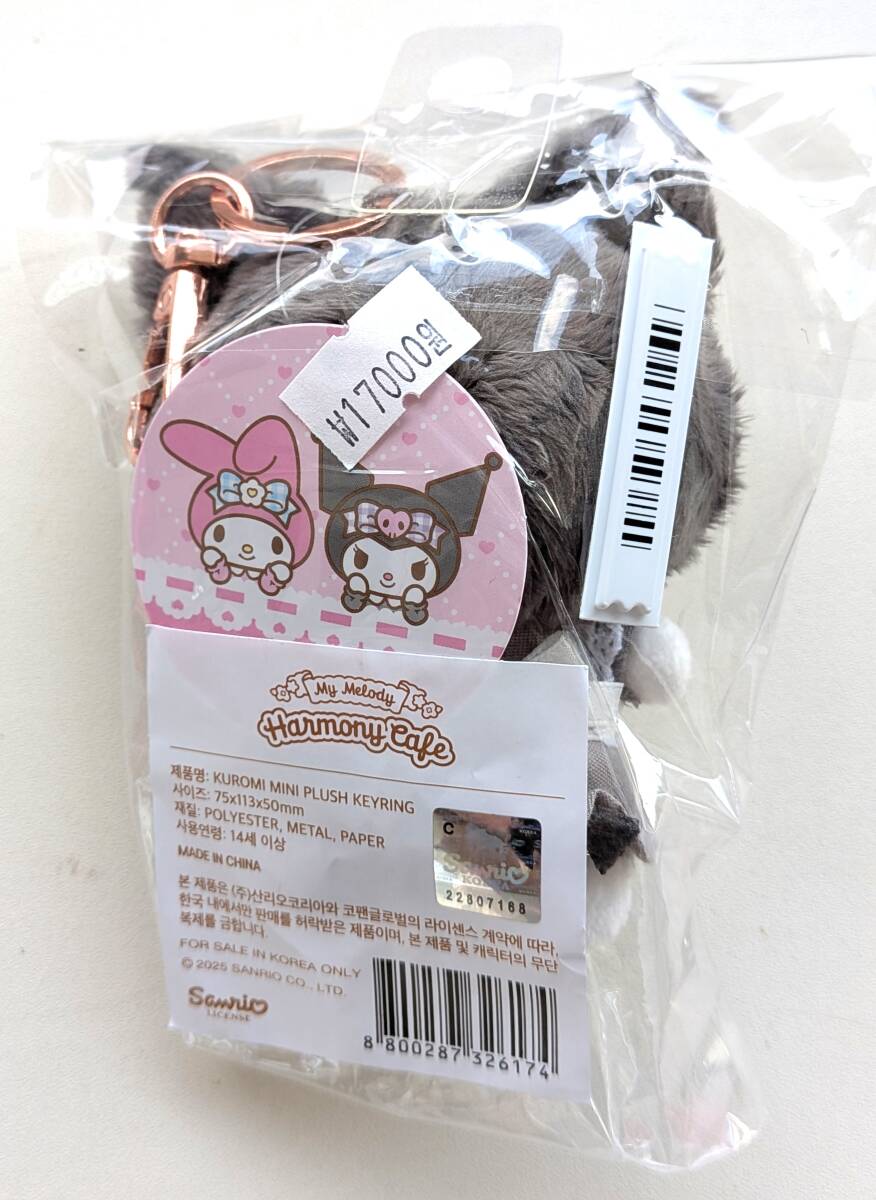 ₩17000원
My Melody
Harmony Cafe
제품명: KUROMI MINI PLUSH KEYRING
사이즈: 75x113x50mm
재질: POLYESTER, METAL, PAPER
사용연령: 14세 이상
MADE IN CHINA
C
KOREA
Sanrio
KOREA
22807168
본 제품은 (주)산리오코리아와 코팬글로벌의 라이센스 계약에 따라,
한국 내에서만 판매를 허락받은 제품이며, 본 제품 및 캐릭터의 무단
복제를 금합니다.
FOR SALE IN KOREA ONLY
© 2025 SANRIO CO., LTD.
Sanrio
LICENSE
8 800287 326174